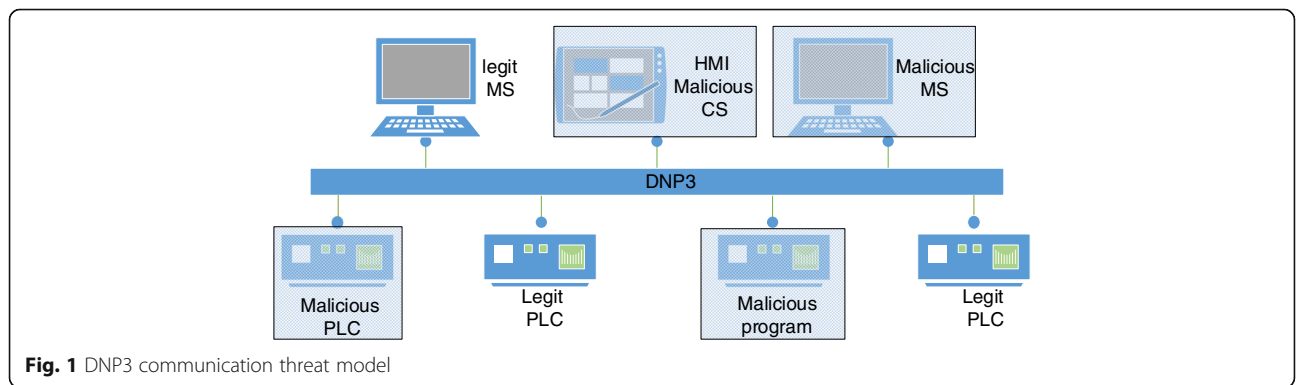 legit
MS
HMI
Malicious
CS
Malicious
MS
DNP3
Malicious
PLC
Legit
PLC
Malicious
program
Legit
PLC
Fig. 1 DNP3 communication threat model